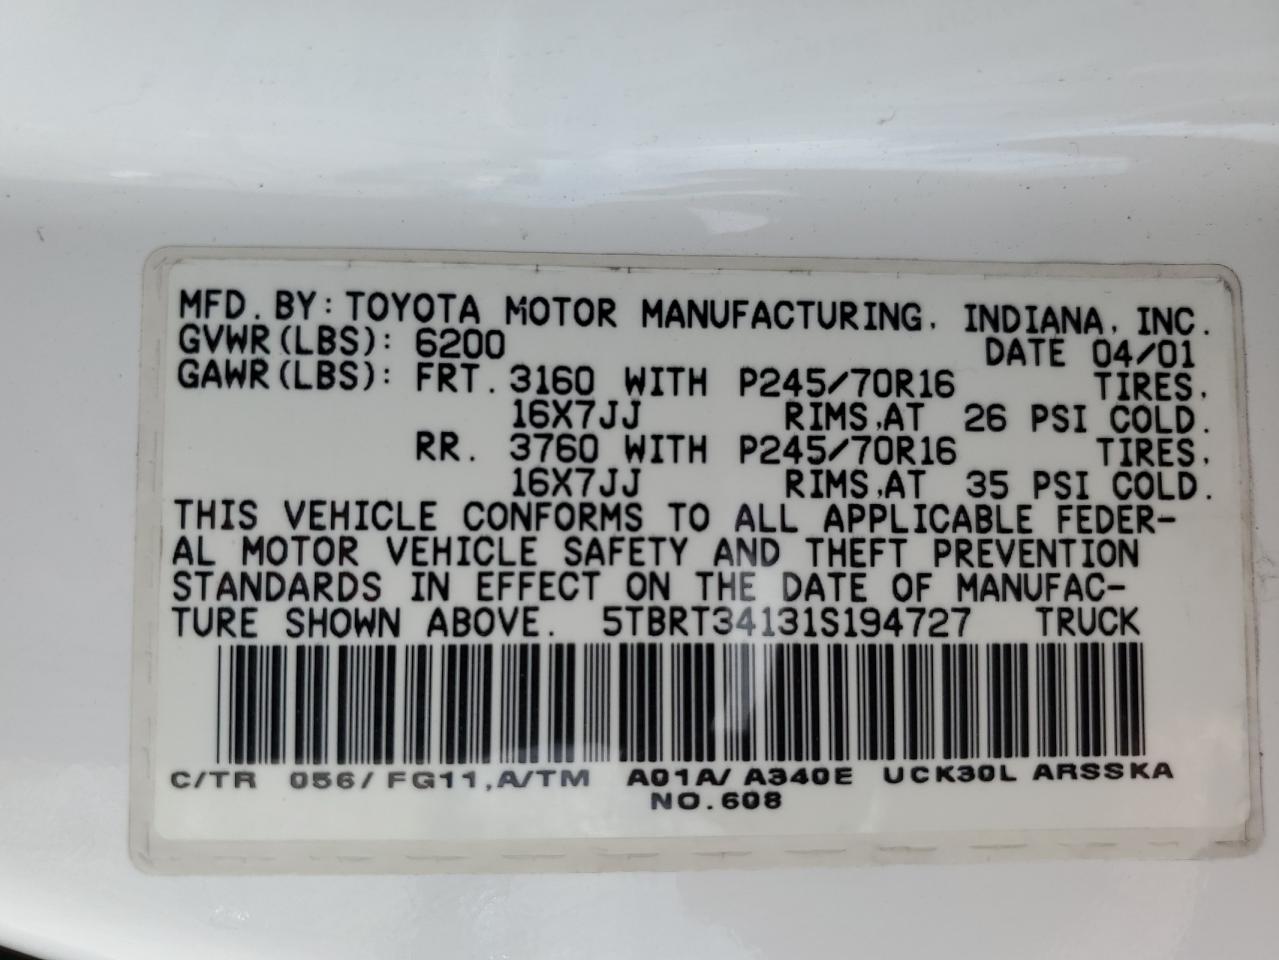 MFD. BY: TOYOTA MOTOR MANUFACTURING, INDIANA, INC.
GVWR(LBS): 6200 DATE 04/01
GAWR(LBS): FRT. 3160 WITH P245/70R16 TIRES,
16X7JJ RIMS,AT 26 PSI COLD.
RR. 3760 WITH P245/70R16 TIRES,
16X7JJ RIMS,AT 35 PSI COLD.
THIS VEHICLE CONFORMS TO ALL APPLICABLE FEDER-
AL MOTOR VEHICLE SAFETY AND THEFT PREVENTION
STANDARDS IN EFFECT ON THE DATE OF MANUFAC-
TURE SHOWN ABOVE. 5TBRT34131S194727 TRUCK
C/TR 056/FG11,A/TM A01A/A340E UCK30L ARSSKA
NO.608